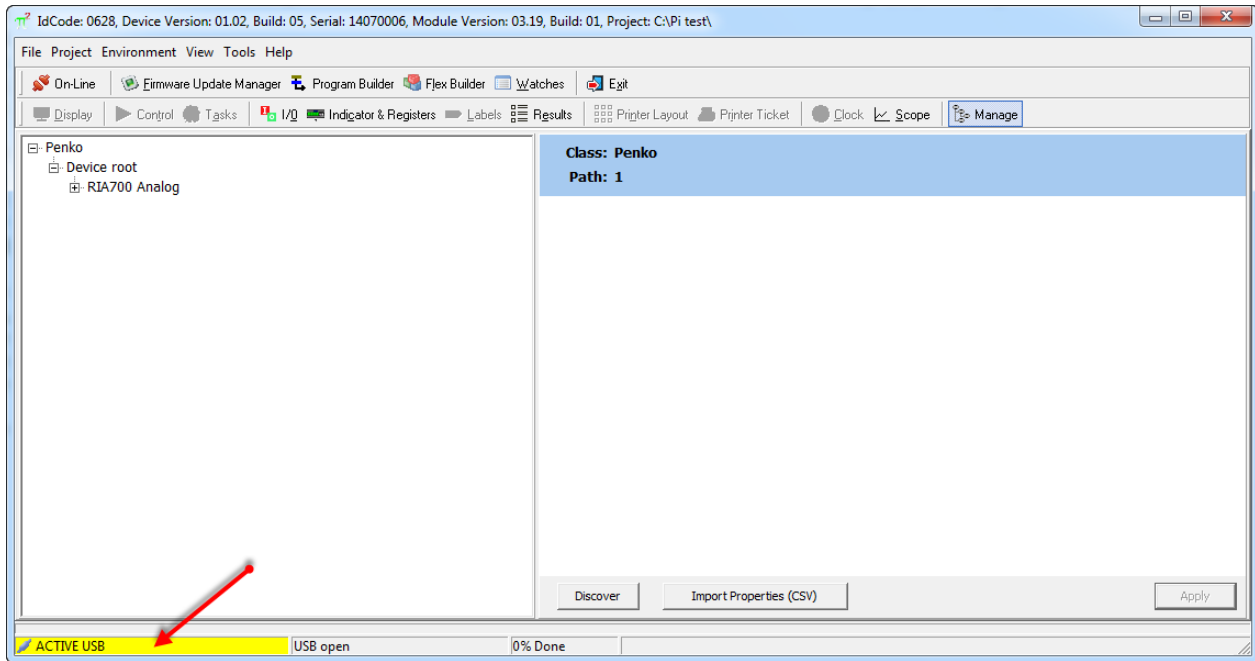 IdCode: 0628, Device Version: 01.02, Build: 05, Serial: 14070006, Module Version: 03.19, Build: 01, Project: C:\Pi test\
File Project Environment View Tools Help
On-Line Firmware Update Manager Program Builder Flex Builder Watches Exit
Display Control Tasks I/O Indicator & Registers Labels Results Printer Layout Printer Ticket Clock Scope Manage
Penko
Device root
RIA700 Analog
Class: Penko
Path: 1
Discover Import Properties (CSV) Apply
ACTIVE USB USB open 0% Done